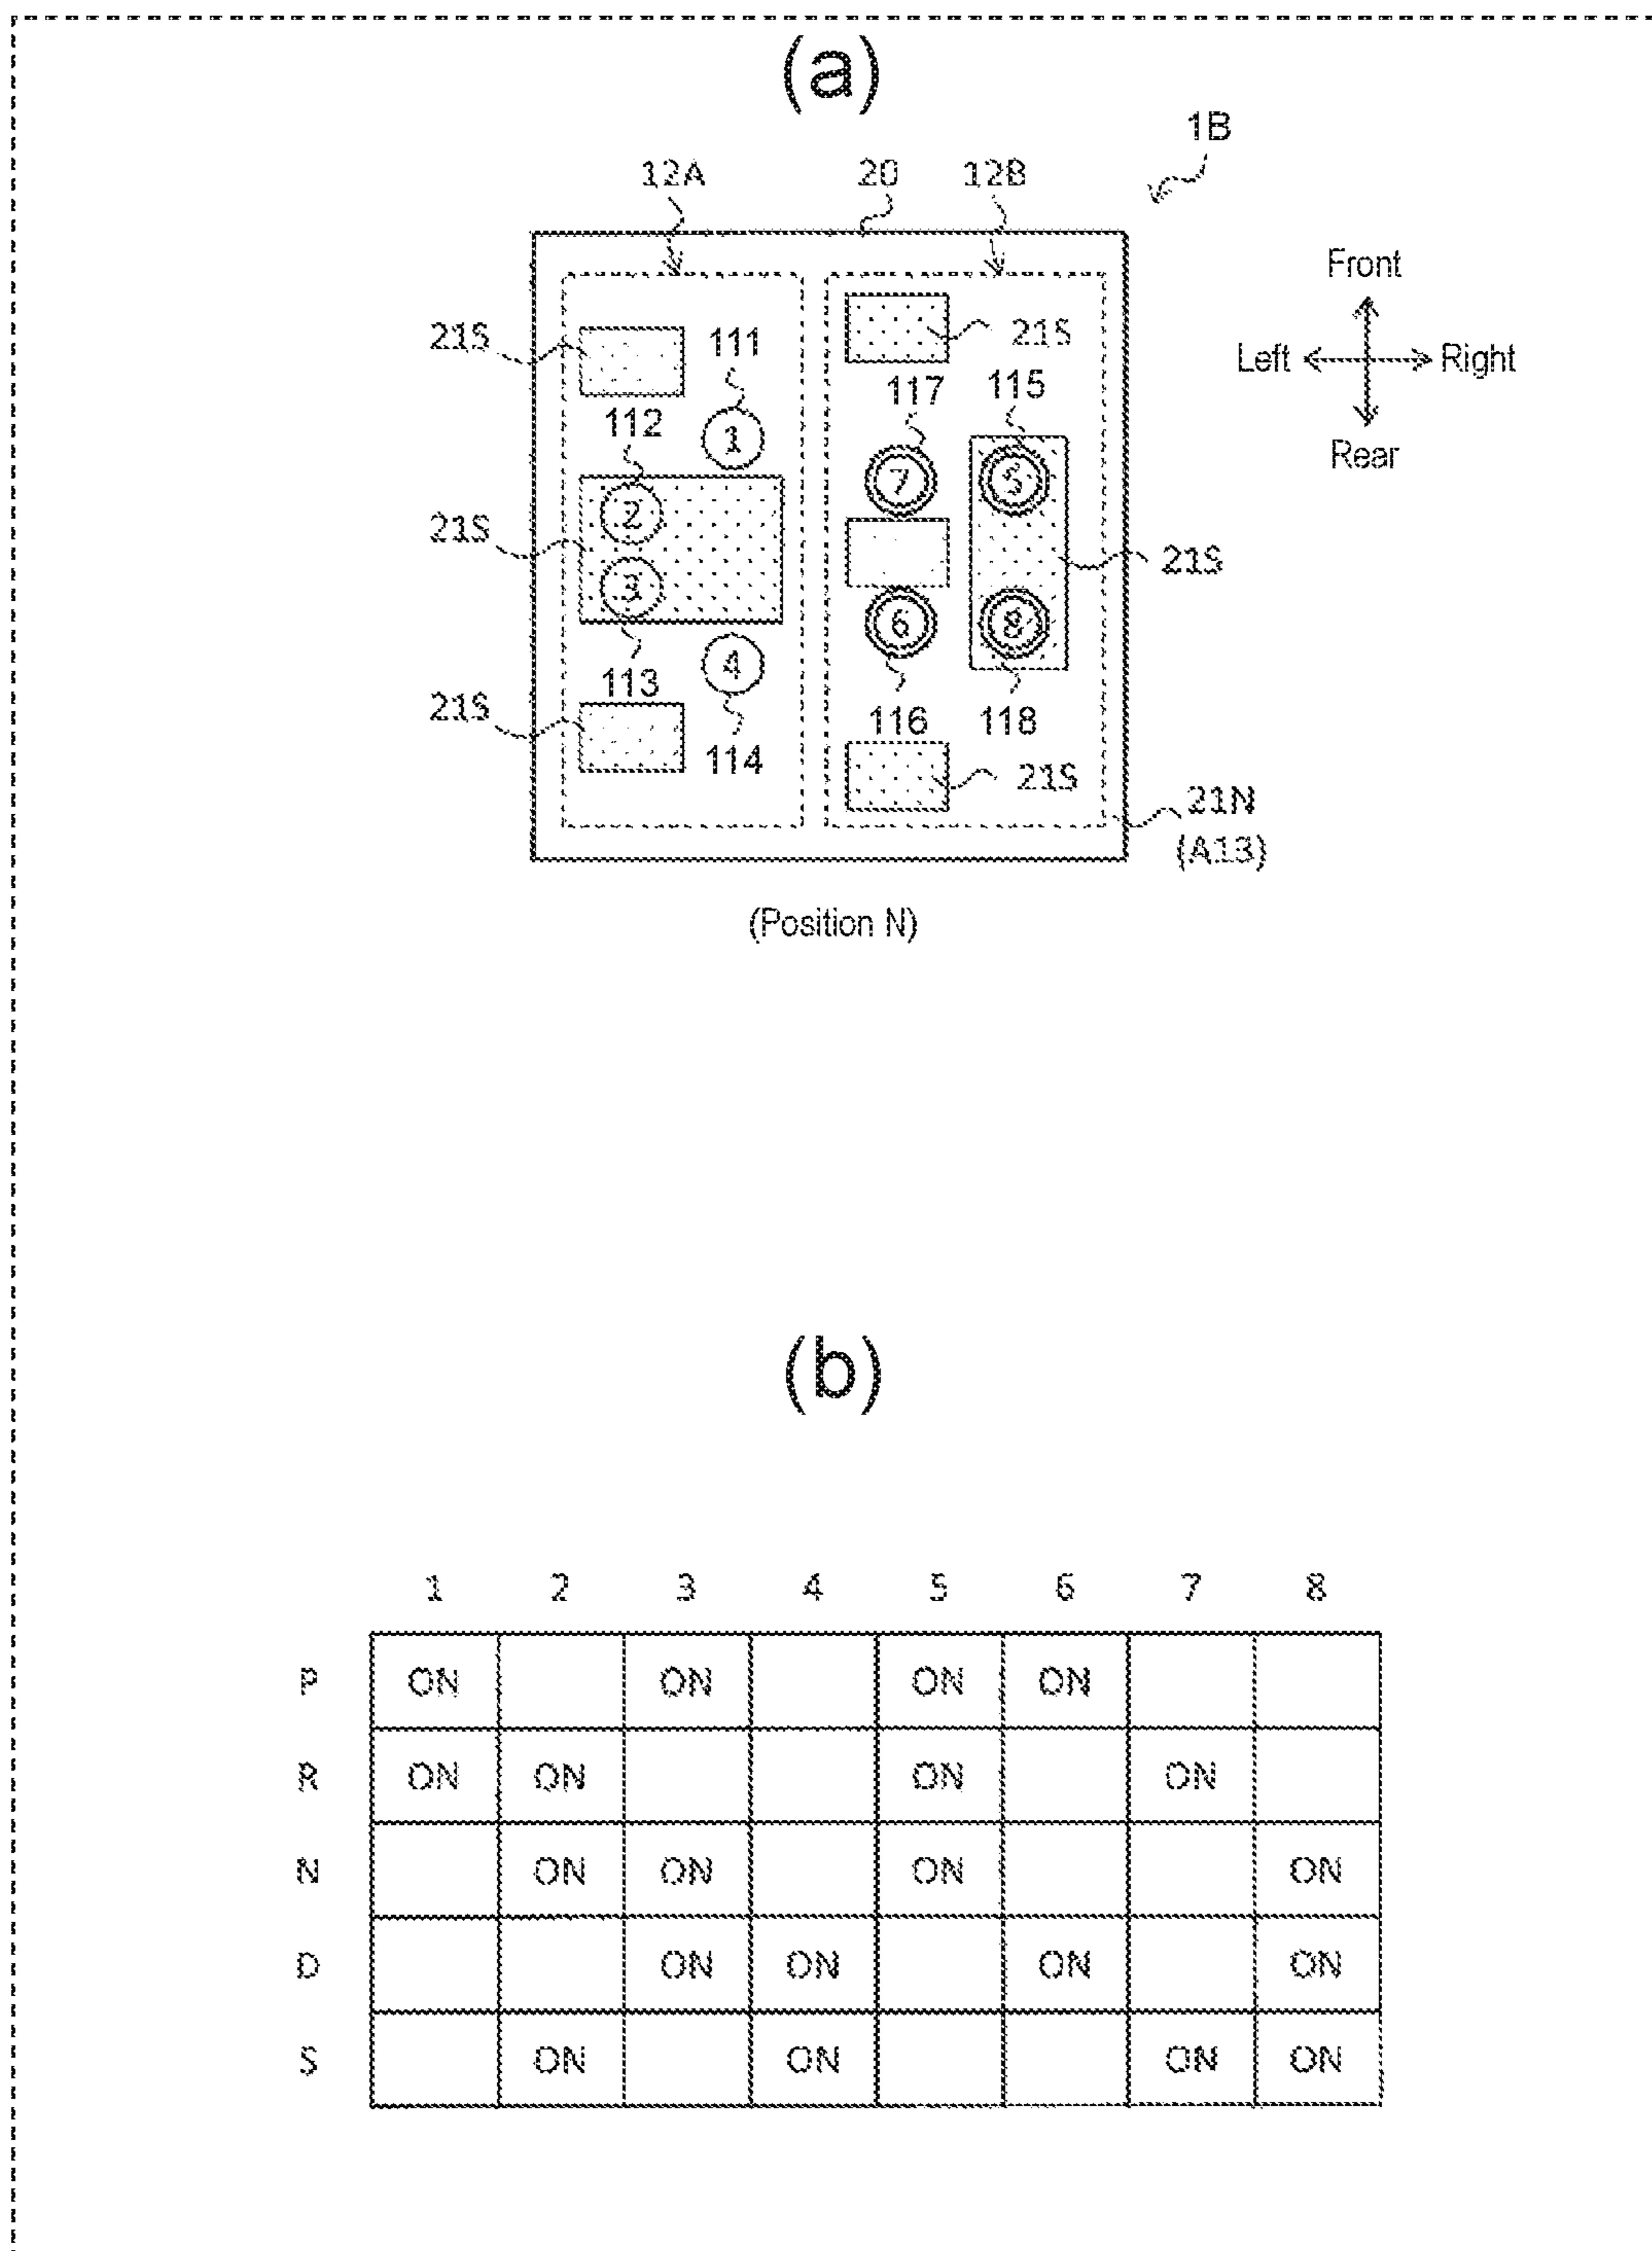 (a)
1B
12A 20 12B
Front
21S 111 21S
Left Right
117 115
112 1
Rear
7 5
2
21S 21S
3
6 8
4
113
21S 116 118
114
21S
21N
(A13)
(Position N)
(b)
1 2 3 4 5 6 7 8
P ON ON ON ON
R ON ON ON ON
N ON ON ON ON
D ON ON ON ON
S ON ON ON ON